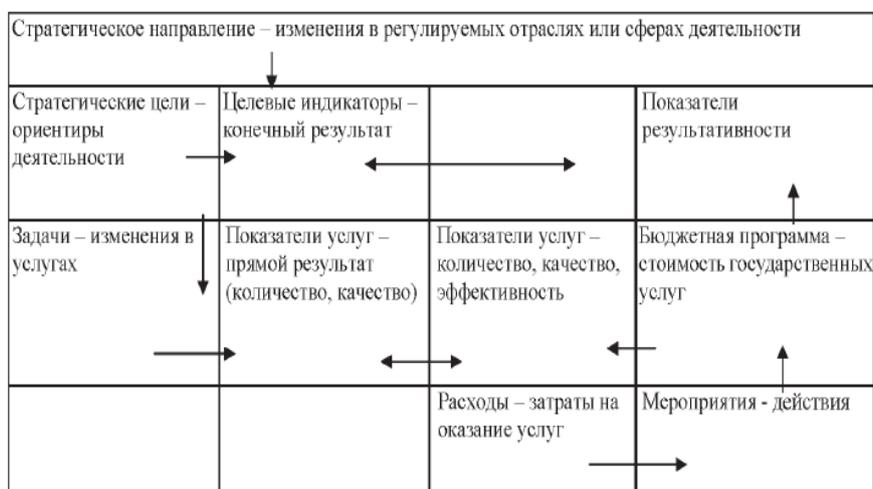 Стратегическое направление – изменения в регулируемых отраслях или сферах деятельности
Стратегические цели –
ориентиры
деятельности
Целевые индикаторы –
конечный результат
Показатели
результативности
Задачи – изменения в
услугах
Показатели услуг –
прямой результат
(количество, качество)
Показатели услуг –
количество, качество,
эффективность
Бюджетная программа –
стоимость государственных
услуг
Расходы – затраты на
оказание услуг
Мероприятия - действия